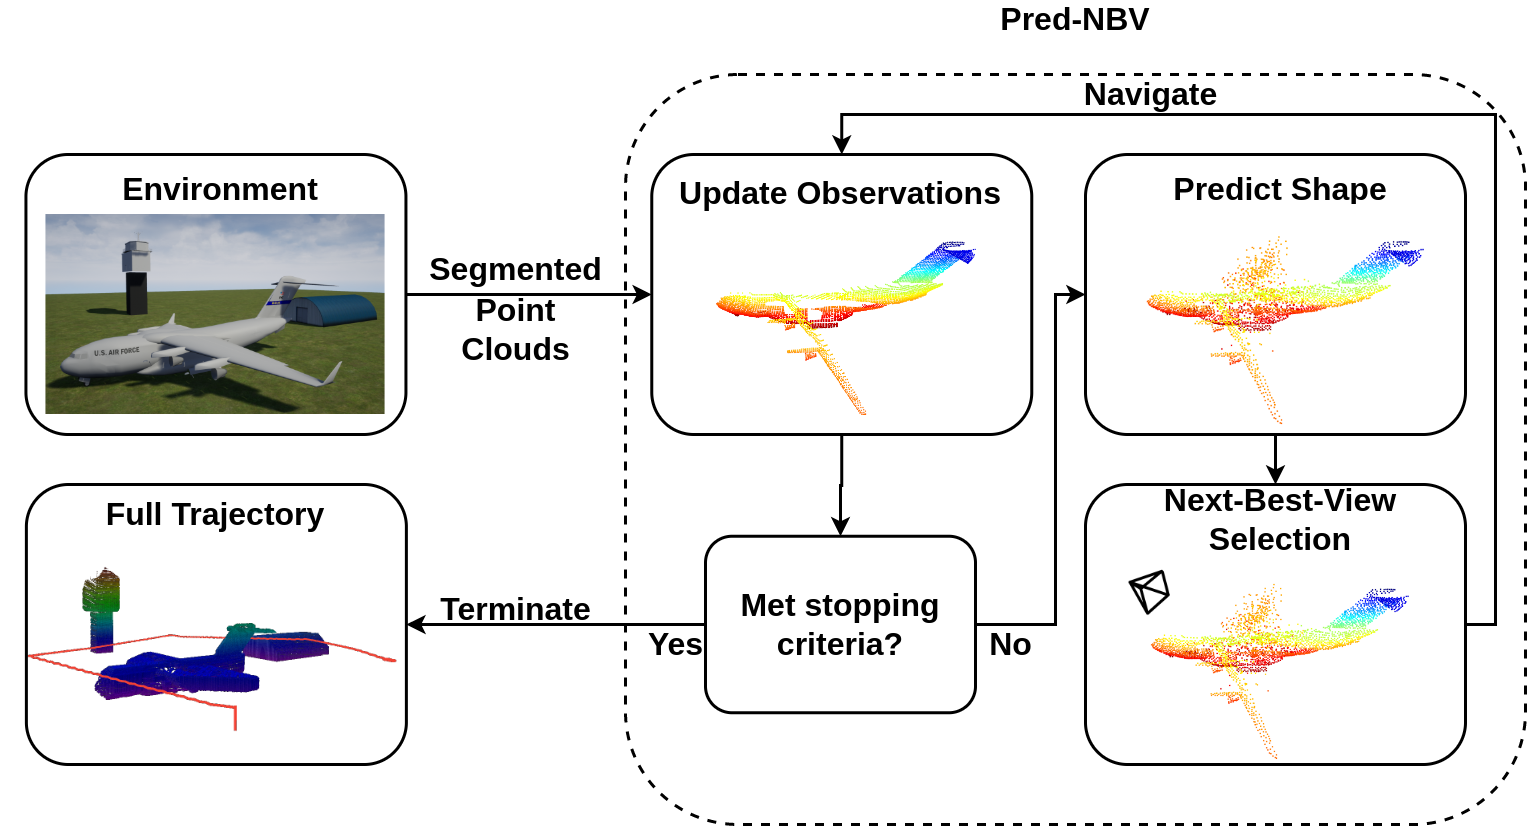 Pred-NBV
Navigate
Environment
U.S. AIR FORCE
Segmented
Point
Clouds
Update Observations
Predict Shape
Full Trajectory
Terminate
Yes
Met stopping
criteria?
No
Next-Best-View
Selection